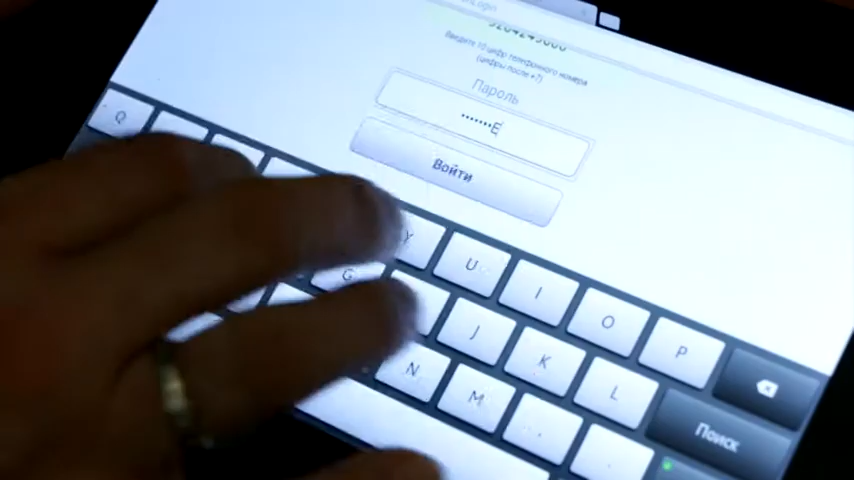 Введите 10 цифр телефонного номера
(цифры после +7)
Пароль
•••••••E
Войти
Q
Y U I O P
G J K L
N M
Поиск